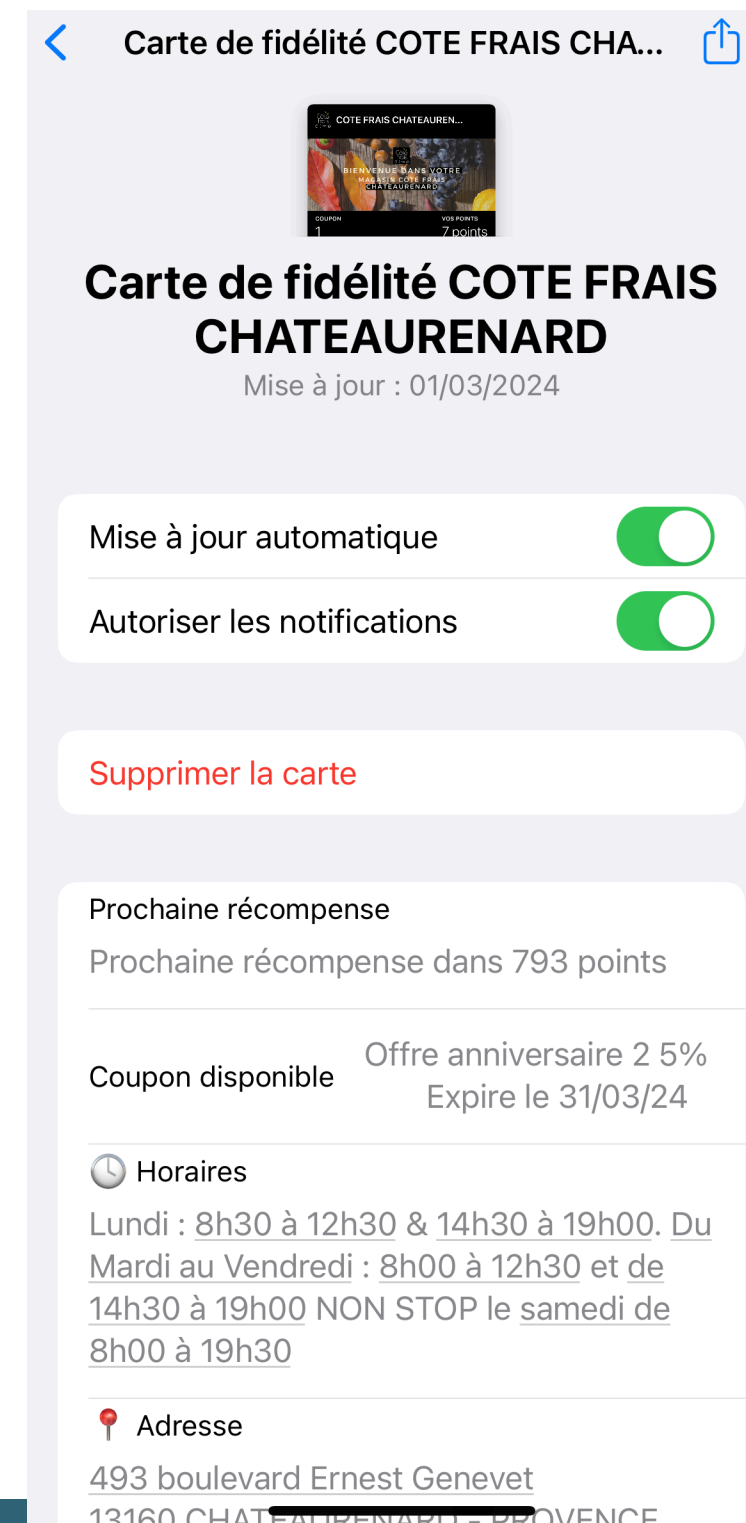 Carte de fidélité COTE FRAIS CHA...
COTE FRAIS CHATEAUREN...
BIENVENUE DANS VOTRE
MAGASIN COTE FRAIS
CHATEAURENARD
COUPON VOS POINTS
1 7 points
Carte de fidélité COTE FRAIS
CHATEAURENARD
Mise à jour : 01/03/2024
Mise à jour automatique
Autoriser les notifications
Supprimer la carte
Prochaine récompense
Prochaine récompense dans 793 points
Coupon disponible
Offre anniversaire 2 5%
Expire le 31/03/24
Horaires
Lundi : 8h30 à 12h30 & 14h30 à 19h00. Du
Mardi au Vendredi : 8h00 à 12h30 et de
14h30 à 19h00 NON STOP le samedi de
8h00 à 19h30
Adresse
493 boulevard Ernest Genevet
13160 CHATEAURENARD - PROVENCE